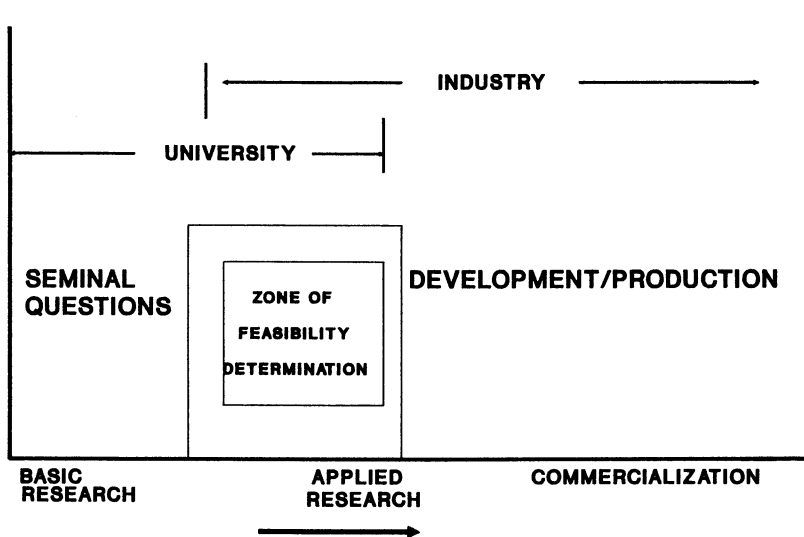 INDUSTRY
UNIVERSITY
SEMINAL
QUESTIONS
ZONE OF
FEASIBILITY
DETERMINATION
DEVELOPMENT/PRODUCTION
BASIC
RESEARCH
APPLIED
RESEARCH
COMMERCIALIZATION